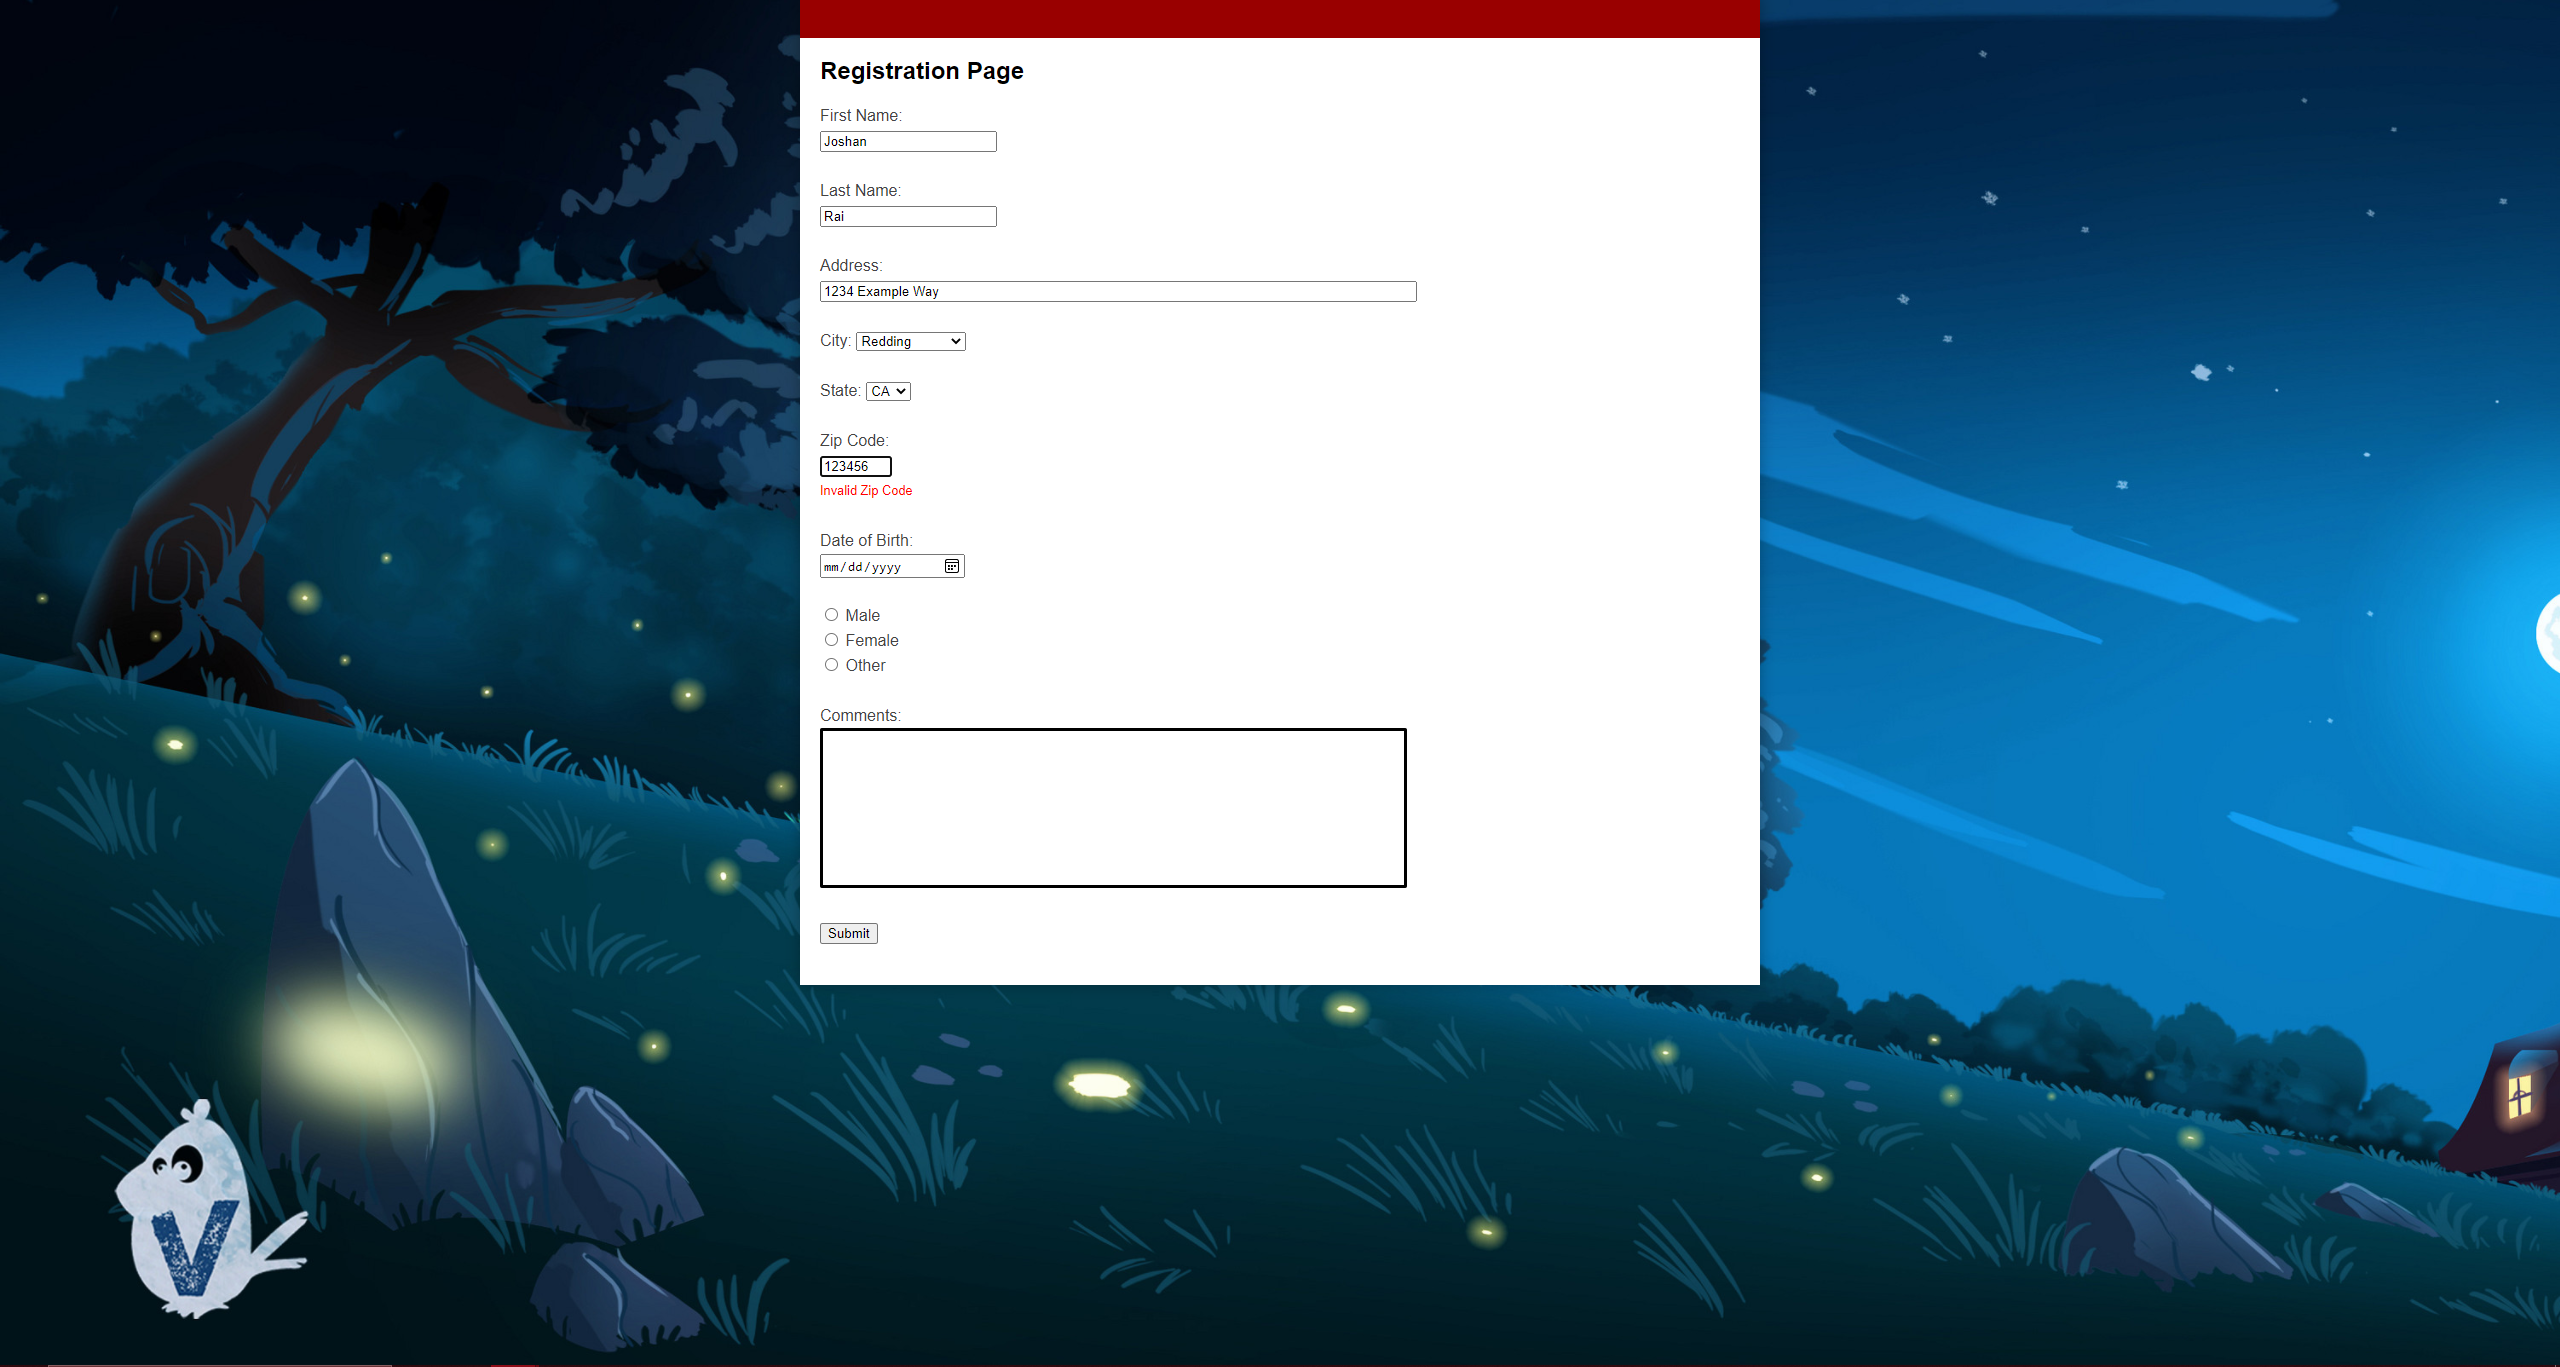 Registration Page
First Name:
Joshan
Last Name:
Rai
Address:
1234 Example Way
City: Redding
State: CA
Zip Code:
123456
Invalid Zip Code
Date of Birth:
mm/dd/yyyy
Male
Female
Other
Comments:
Submit
V